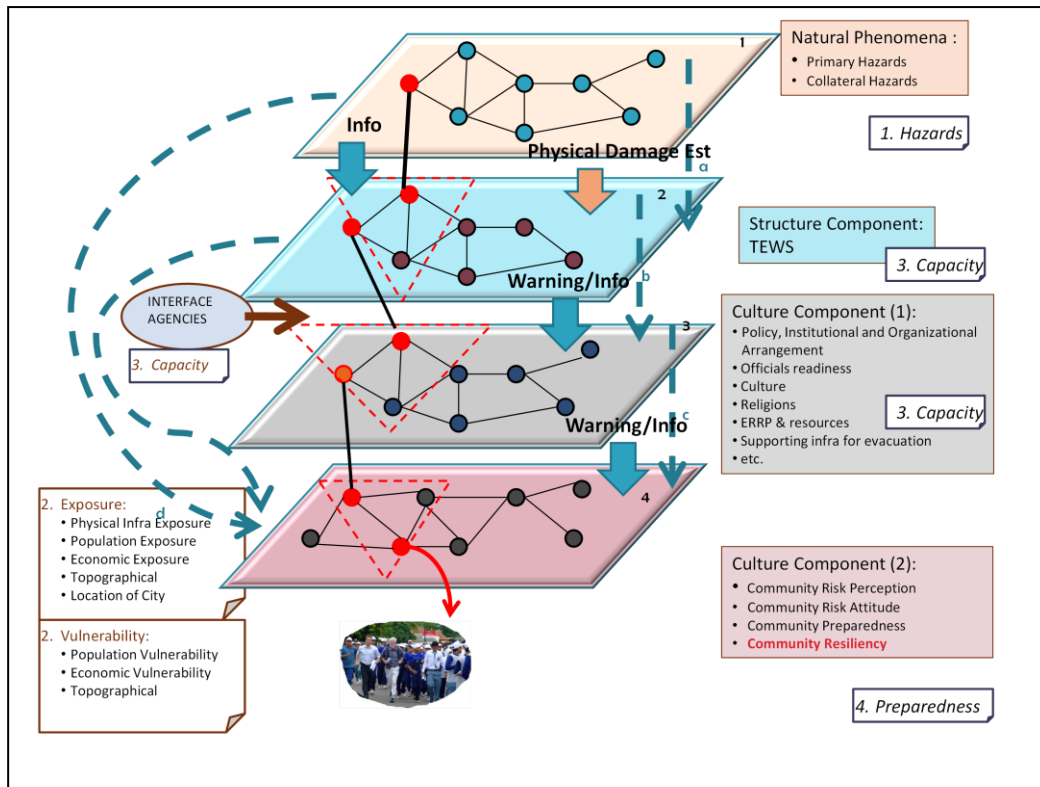 1
Natural Phenomena :
• Primary Hazards
• Collateral Hazards
Info
1. Hazards
Physical Damage Est
a
2
Structure Component:
TEWS
3. Capacity
b
Warning/Info
INTERFACE
AGENCIES
3. Capacity
3
Culture Component (1):
• Policy, Institutional and Organizational
Arrangement
• Officials readiness
• Culture
• Religions
• ERRP & resources
• Supporting infra for evacuation
• etc.
3. Capacity
c
Warning/Info
4
2. Exposure:
• Physical Infra Exposure
• Population Exposure
• Economic Exposure
• Topographical
• Location of City
d
2. Vulnerability:
• Population Vulnerability
• Economic Vulnerability
• Topographical
Culture Component (2):
• Community Risk Perception
• Community Risk Attitude
• Community Preparedness
• Community Resiliency
4. Preparedness